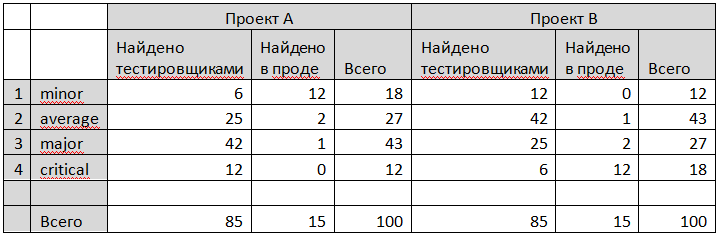 Проект A Проект B
Найдено тестировщиками Найдено в проде Всего Найдено тестировщиками Найдено в проде Всего
1 minor 6 12 18 12 0 12
2 average 25 2 27 42 1 43
3 major 42 1 43 25 2 27
4 critical 12 0 12 6 12 18
Всего 85 15 100 85 15 100